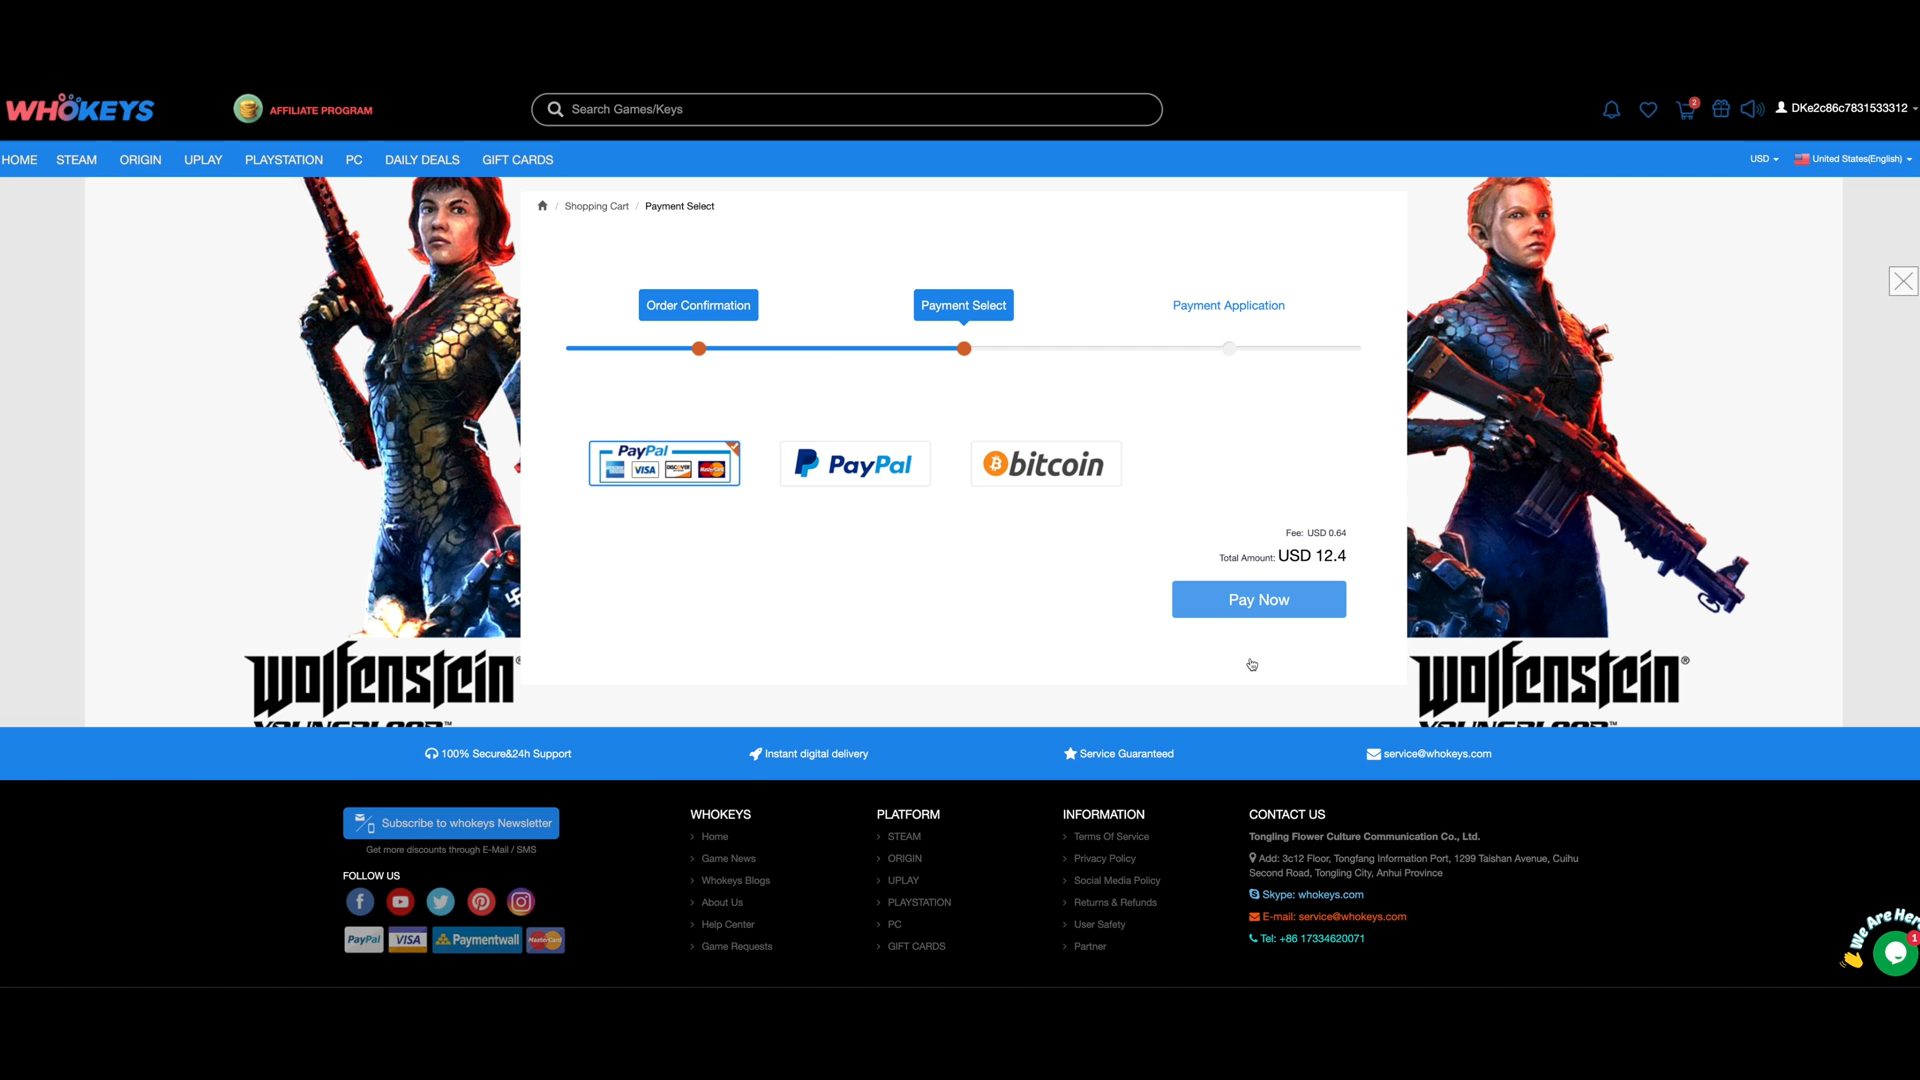 WHOKEYS
AFFILIATE PROGRAM
Search Games/Keys
2
DKe2c86c7831533312
HOME STEAM ORIGIN UPLAY PLAYSTATION PC DAILY DEALS GIFT CARDS
USD
United States(English)
/ Shopping Cart / Payment Select
Order Confirmation
Payment Select
Payment Application
PayPal
VISA DISCOVER MasterCard
PayPal
bitcoin
Fee: USD 0.64
Total Amount: USD 12.4
Pay Now
Wolfenstein®
YOUNGBLOOD™
Wolfenstein®
YOUNGBLOOD™
100% Secure&24h Support
Instant digital delivery
Service Guaranteed
service@whokeys.com
Subscribe to whokeys Newsletter
Get more discounts through E-Mail / SMS
FOLLOW US
PayPal VISA Paymentwall MasterCard
WHOKEYS
Home
Game News
Whokeys Blogs
About Us
Help Center
Game Requests
PLATFORM
STEAM
ORIGIN
UPLAY
PLAYSTATION
PC
GIFT CARDS
INFORMATION
Terms Of Service
Privacy Policy
Social Media Policy
Returns & Refunds
User Safety
Partner
CONTACT US
Tongling Flower Culture Communication Co., Ltd.
Add: 3c12 Floor, Tongfang Information Port, 1299 Taishan Avenue, Cuihu
Second Road, Tongling City, Anhui Province
Skype: whokeys.com
E-mail: service@whokeys.com
Tel: +86 17334620071
We Are Here
1